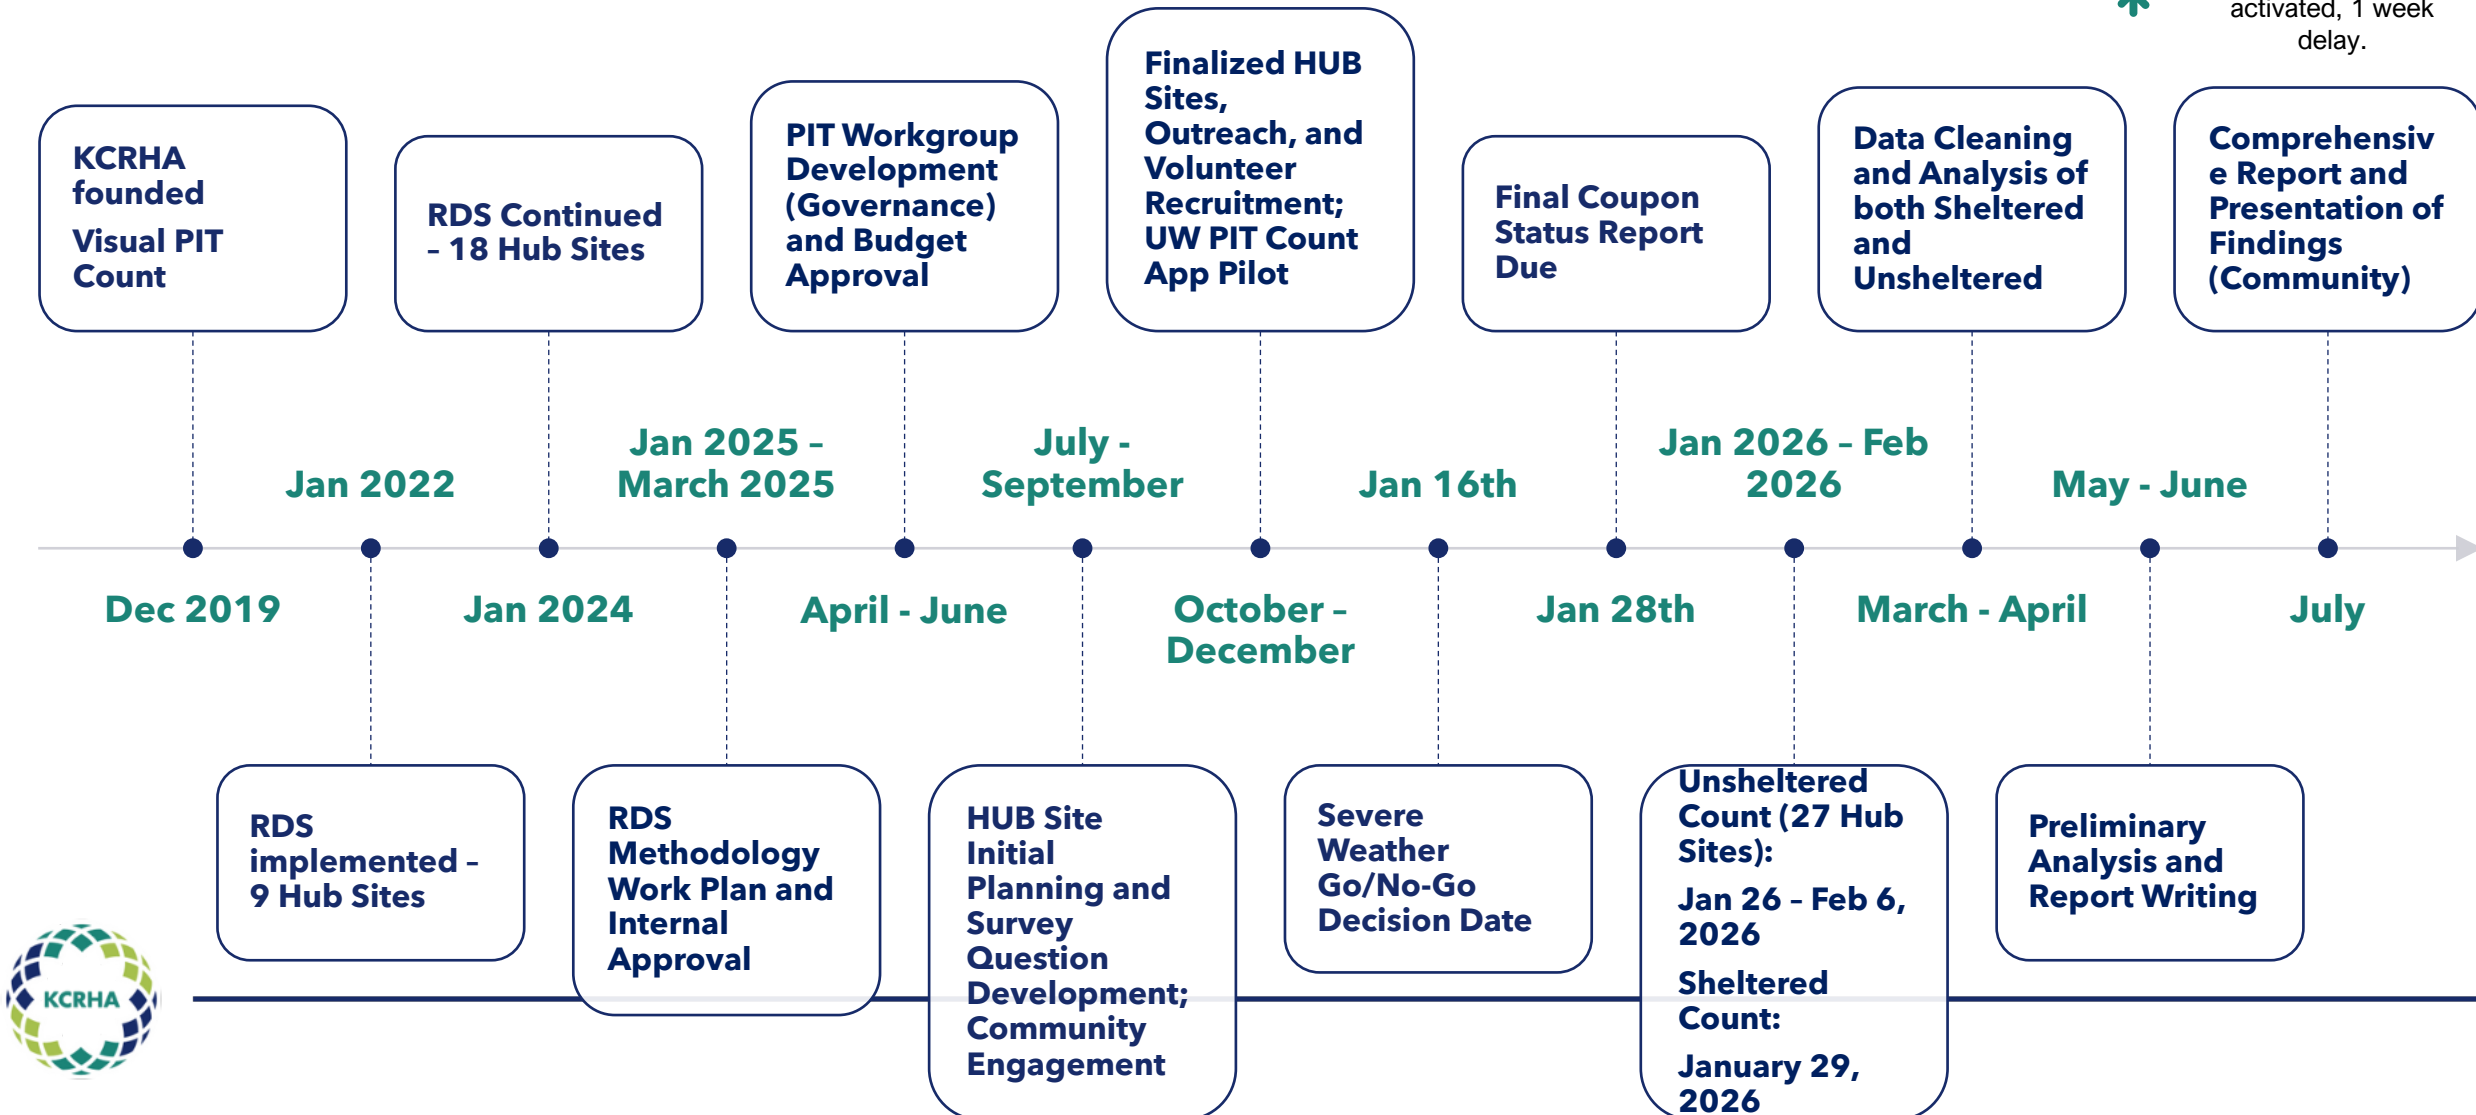 activated, 1 week
delay.
KCRHA
founded
Visual PIT
Count
RDS Continued
– 18 Hub Sites
PIT Workgroup
Development
(Governance)
and Budget
Approval
Finalized HUB
Sites,
Outreach, and
Volunteer
Recruitment;
UW PIT Count
App Pilot
Final Coupon
Status Report
Due
Data Cleaning
and Analysis of
both Sheltered
and
Unsheltered
Comprehensiv
e Report and
Presentation of
Findings
(Community)
Jan 2022
Jan 2025 –
March 2025
July -
September
Jan 16th
Jan 2026 – Feb
2026
May - June
Dec 2019
Jan 2024
April - June
October –
December
Jan 28th
March - April
July
RDS
implemented –
9 Hub Sites
RDS
Methodology
Work Plan and
Internal
Approval
HUB Site
Initial
Planning and
Survey
Question
Development;
Community
Engagement
Severe
Weather
Go/No-Go
Decision Date
Unsheltered
Count (27 Hub
Sites):
Jan 26 – Feb 6,
2026
Sheltered
Count:
January 29,
2026
Preliminary
Analysis and
Report Writing
KCRHA